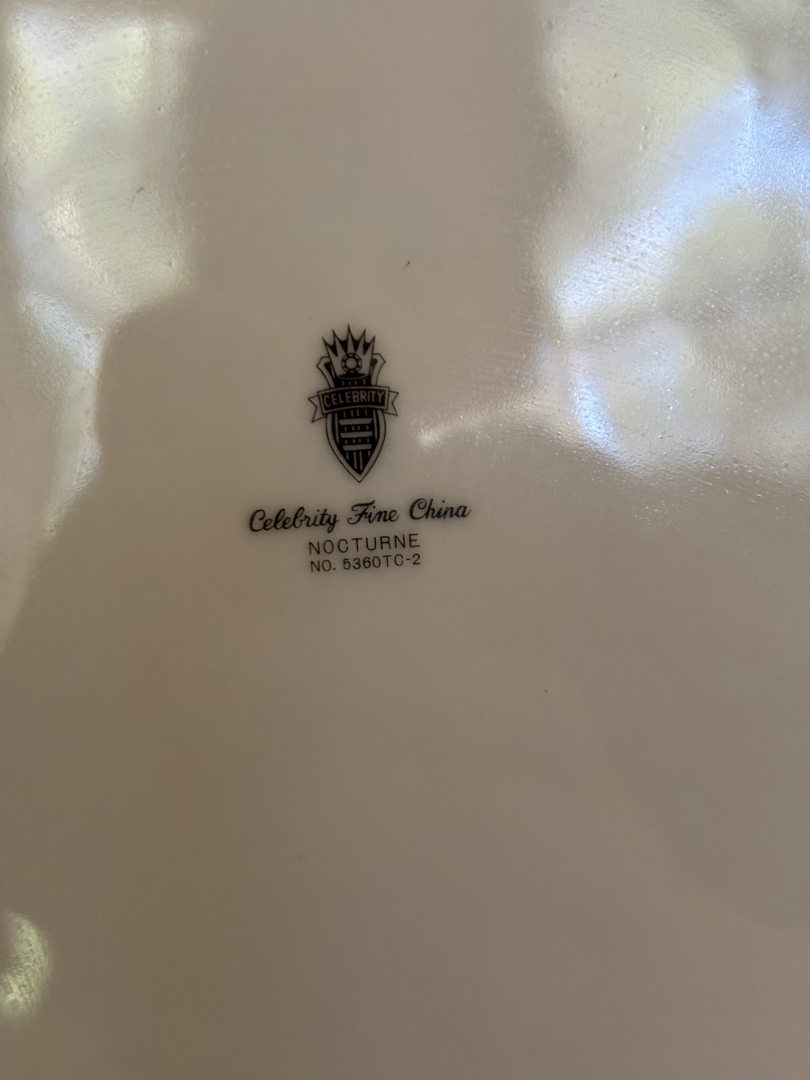 CELEBRITY
Celebrity Fine China
NOCTURNE
NO. 5360TC-2